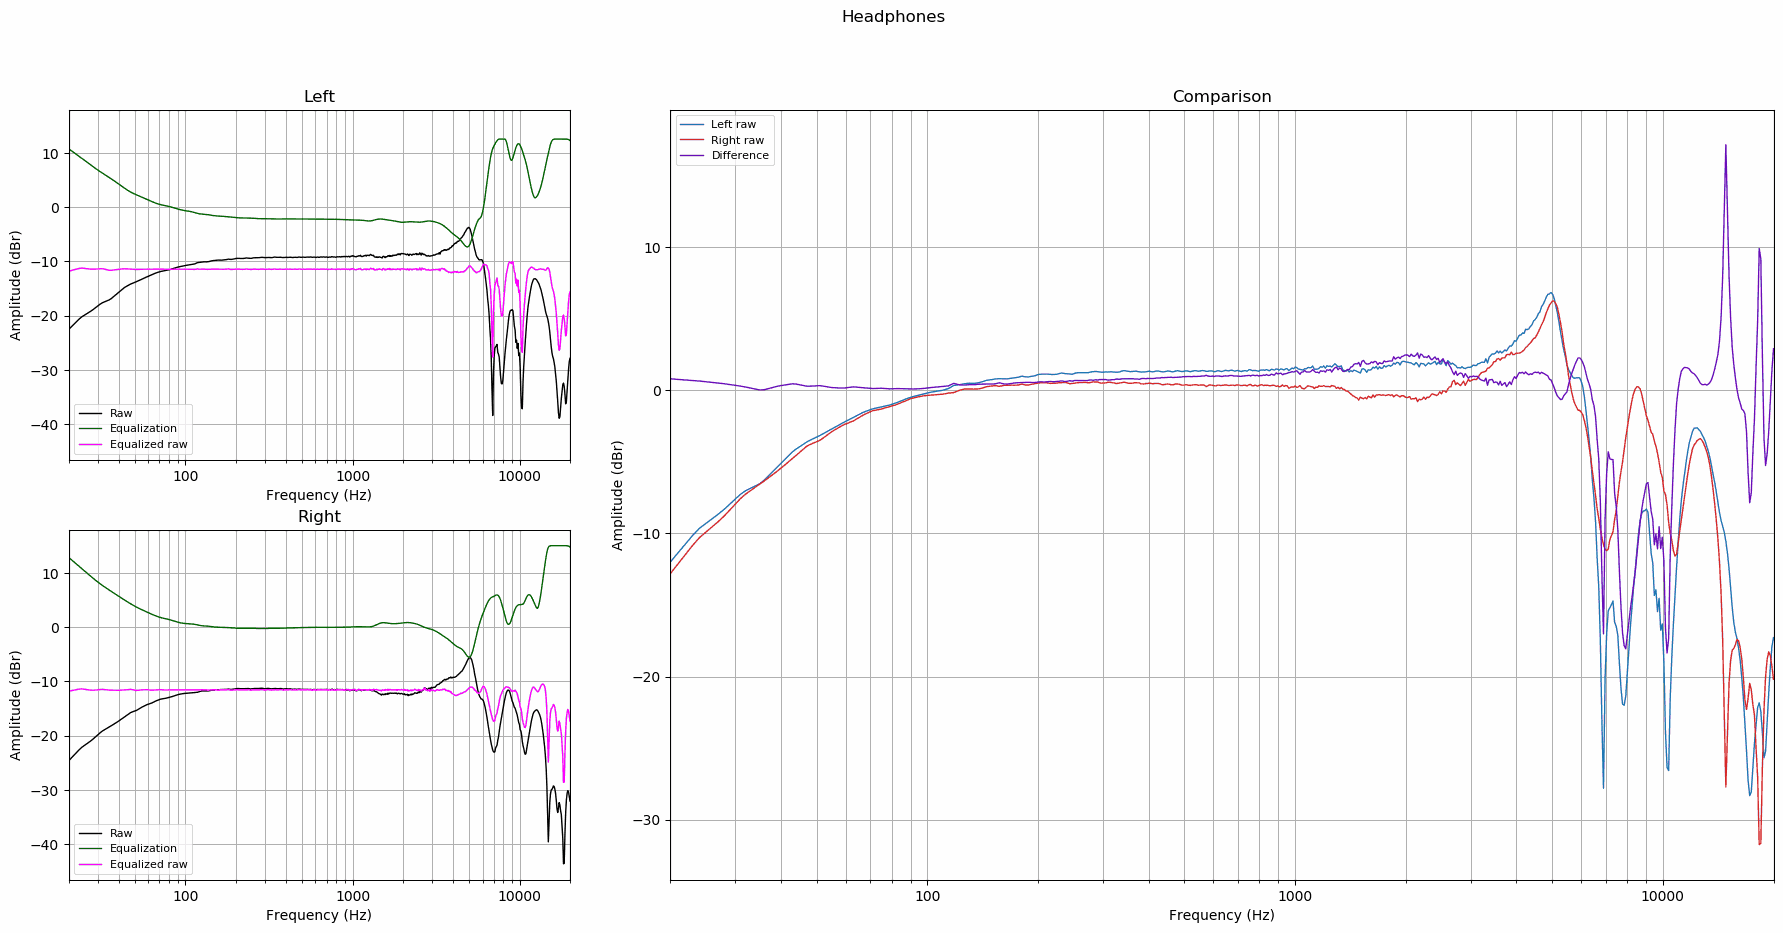 Headphones
Left
Amplitude (dBr)
10
0
−10
−20
−30
−40
Raw
Equalization
Equalized raw
100
1000
10000
Frequency (Hz)
Right
Amplitude (dBr)
10
0
−10
−20
−30
−40
Raw
Equalization
Equalized raw
100
1000
10000
Frequency (Hz)
Comparison
Left raw
Right raw
Difference
Amplitude (dBr)
10
0
−10
−20
−30
100
1000
10000
Frequency (Hz)